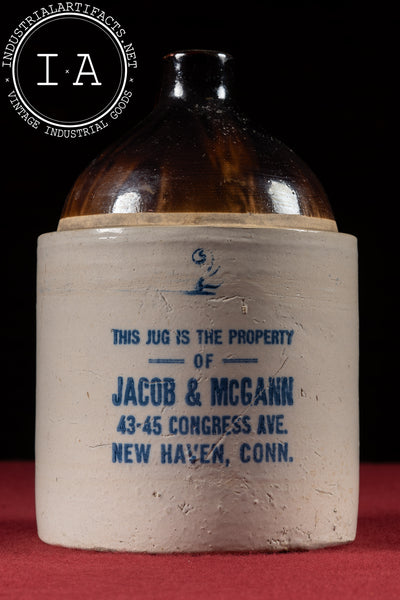 INDUSTRIALARTIFACTS.NET
I × A
VINTAGE INDUSTRIAL GOODS
THIS JUG IS THE PROPERTY
OF
JACOB & McGANN
43-45 CONGRESS AVE.
NEW HAVEN, CONN.